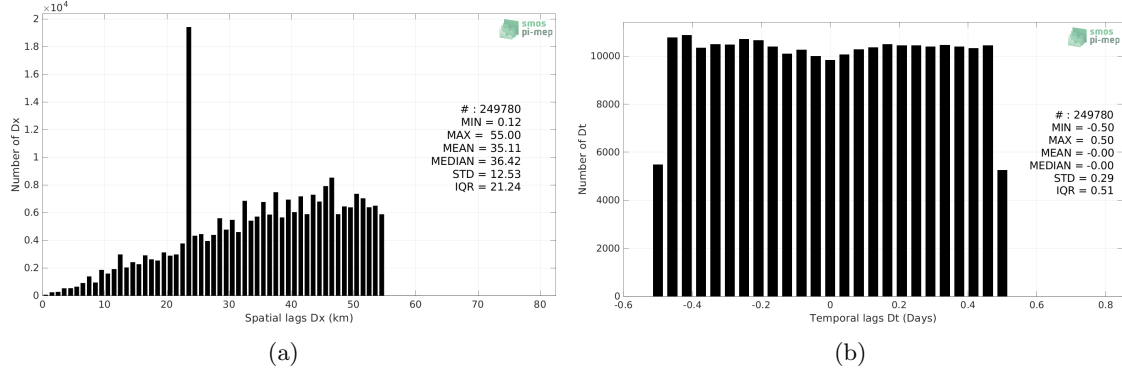 ×10⁴
2
1.8
1.6
1.4
1.2
1
0.8
0.6
0.4
0.2
0
0 10 20 30 40 50 60 70 80
Number of Dx
Spatial lags Dx (km)
smos
pi-mep
# : 249780
MIN = 0.12
MAX = 55.00
MEAN = 35.11
MEDIAN = 36.42
STD = 12.53
IQR = 21.24
(a)
10000
8000
6000
4000
2000
0
-0.6 -0.4 -0.2 0 0.2 0.4 0.6 0.8
Number of Dt
Temporal lags Dt (Days)
smos
pi-mep
# : 249780
MIN = -0.50
MAX = 0.50
MEAN = -0.00
MEDIAN = -0.00
STD = 0.29
IQR = 0.51
(b)